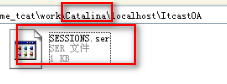 me_tcat\work\Catalina\localhost\ItcastOA
SESSIONS.ser
SER 文件
1 KB